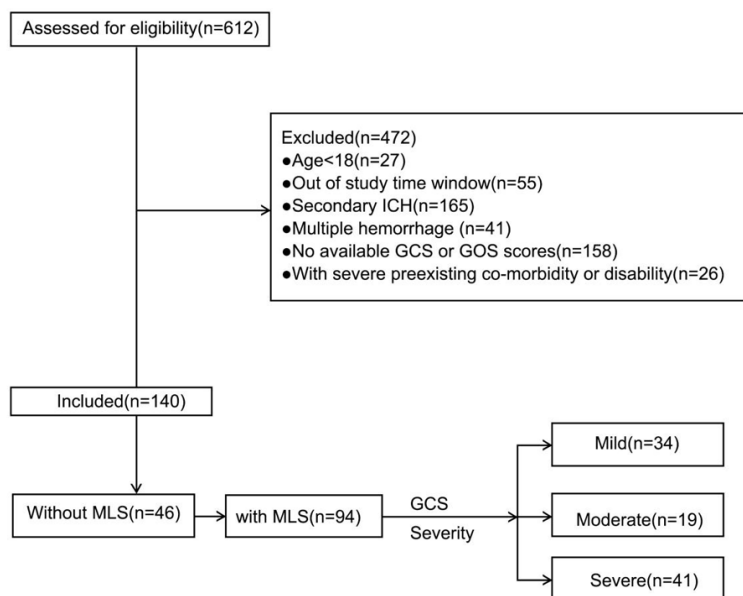 Assessed for eligibility(n=612)
Excluded(n=472)
●Age<18(n=27)
●Out of study time window(n=55)
●Secondary ICH(n=165)
●Multiple hemorrhage (n=41)
●No available GCS or GOS scores(n=158)
●With severe preexisting co-morbidity or disability(n=26)
Included(n=140)
Without MLS(n=46)
with MLS(n=94)
GCS
Severity
Mild(n=34)
Moderate(n=19)
Severe(n=41)